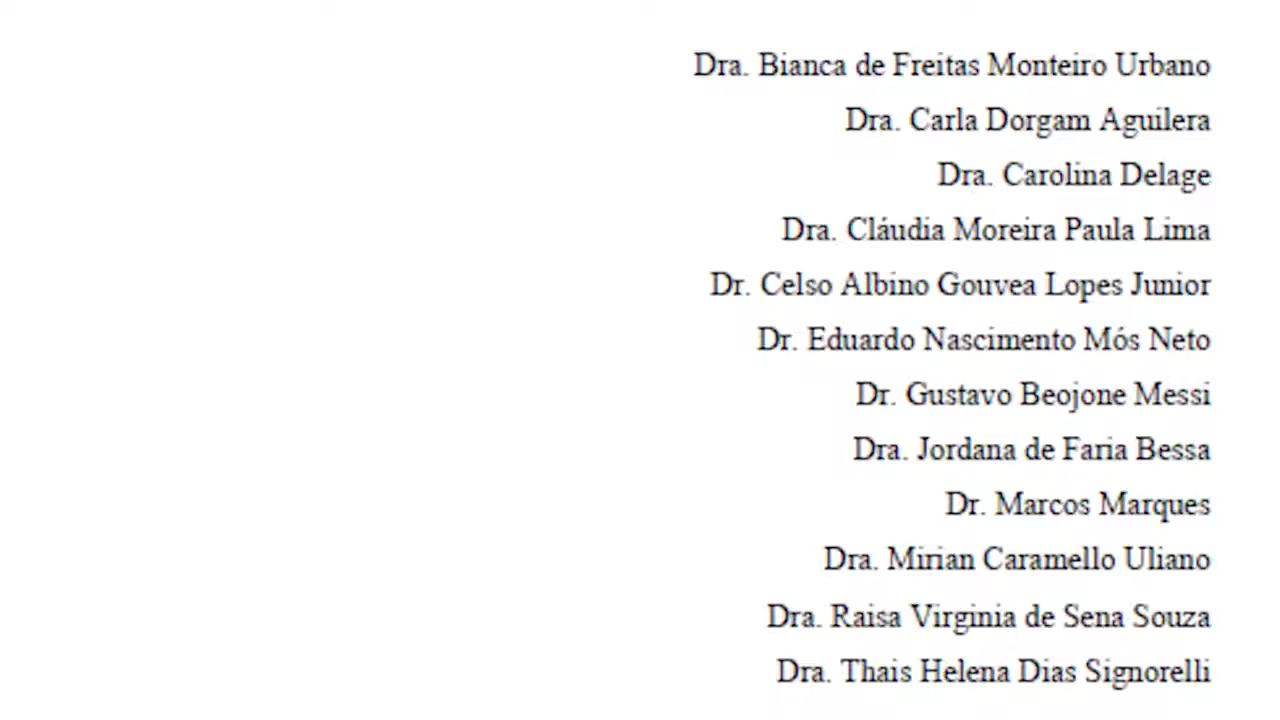 Dra. Bianca de Freitas Monteiro Urbano
Dra. Carla Dorgam Aguilera
Dra. Carolina Delage
Dra. Cláudia Moreira Paula Lima
Dr. Celso Albino Gouvea Lopes Junior
Dr. Eduardo Nascimento Mós Neto
Dr. Gustavo Beojone Messi
Dra. Jordana de Faria Bessa
Dr. Marcos Marques
Dra. Mirian Caramello Uliano
Dra. Raisa Virginia de Sena Souza
Dra. Thais Helena Dias Signorelli